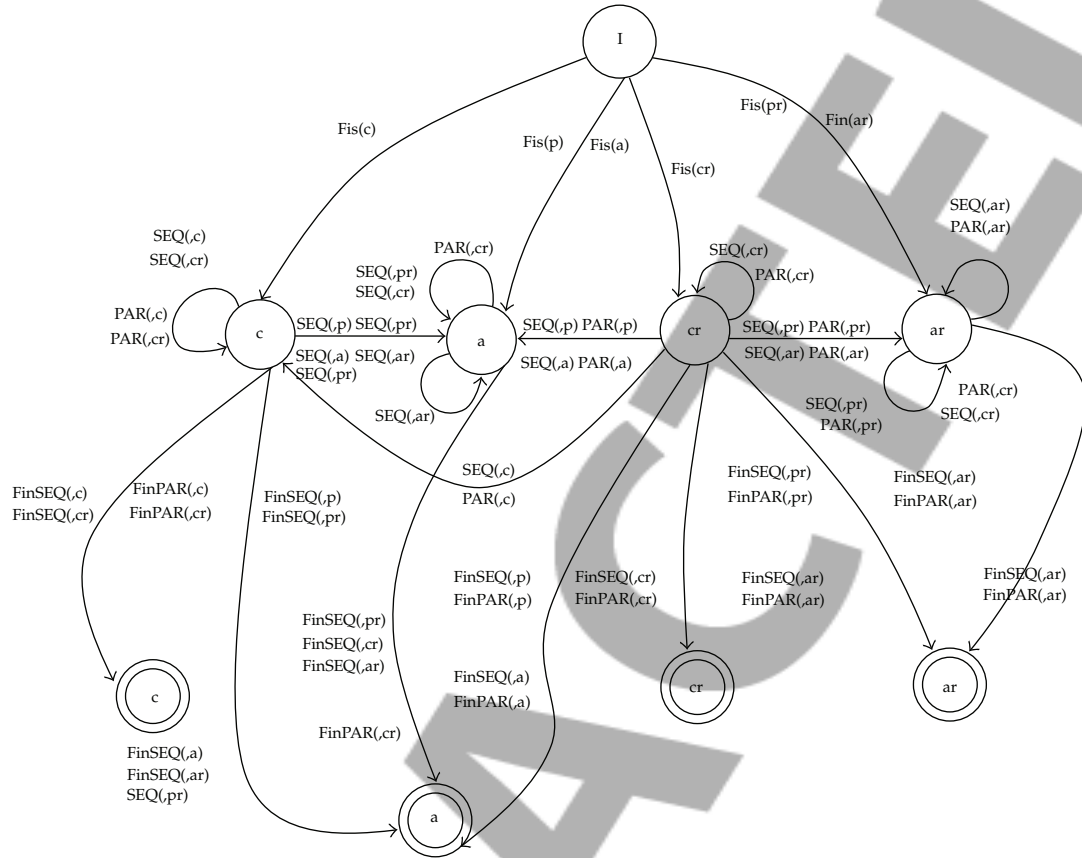 I
Fis(c)
Fis(p)
Fis(a)
Fis(cr)
Fis(pr)
Fin(ar)
SEQ(,c)
SEQ(,cr)
PAR(,c)
PAR(,cr)
c
SEQ(,p) SEQ(,pr)
SEQ(,a) SEQ(,ar)
SEQ(,pr)
PAR(,cr)
SEQ(,pr)
SEQ(,cr)
a
SEQ(,ar)
SEQ(,p) PAR(,p)
SEQ(,a) PAR(,a)
SEQ(,cr)
PAR(,cr)
cr
SEQ(,pr) PAR(,pr)
SEQ(,ar) PAR(,ar)
SEQ(,ar)
PAR(,ar)
ar
PAR(,cr)
SEQ(,cr)
SEQ(,pr)
PAR(,pr)
SEQ(,c)
PAR(,c)
FinSEQ(,c)
FinSEQ(,cr)
FinPAR(,c)
FinPAR(,cr)
FinSEQ(,p)
FinSEQ(,pr)
FinSEQ(,pr)
FinPAR(,pr)
FinSEQ(,ar)
FinPAR(,ar)
FinSEQ(,p)
FinPAR(,p)
FinSEQ(,cr)
FinPAR(,cr)
FinSEQ(,ar)
FinPAR(,ar)
FinSEQ(,ar)
FinPAR(,ar)
FinSEQ(,pr)
FinSEQ(,cr)
FinSEQ(,ar)
FinSEQ(,a)
FinPAR(,a)
FinPAR(,cr)
c
cr
ar
FinSEQ(,a)
FinSEQ(,ar)
SEQ(,pr)
a